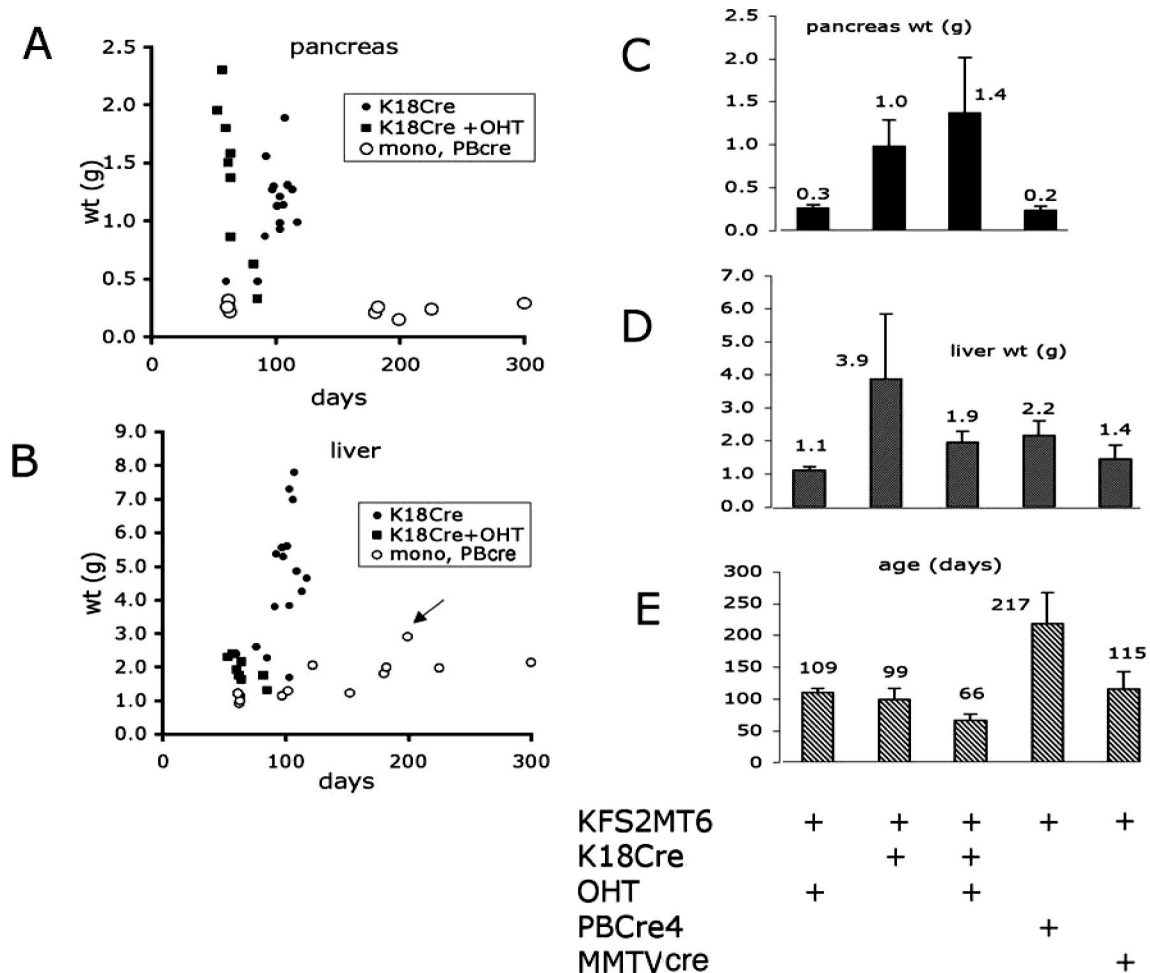 A
pancreas
2.5
2.0
1.5
1.0
0.5
0.0
wt (g)
K18Cre
K18Cre +OHT
mono, PBcre
0 100 200 300
days
B
liver
9.0
8.0
7.0
6.0
5.0
4.0
3.0
2.0
1.0
0.0
wt (g)
K18Cre
K18Cre+OHT
mono, PBcre
0 100 200 300
days
C
pancreas wt (g)
2.5
2.0
1.5
1.0
0.5
0.0
0.3 1.0 1.4 0.2
D
liver wt (g)
7.0
6.0
5.0
4.0
3.0
2.0
1.0
0.0
1.1 3.9 1.9 2.2 1.4
E
age (days)
300
250
200
150
100
50
0
109 99 66 217 115
KFS2MT6 + + + + +
K18Cre + +
OHT + +
PBCre4 +
MMTVcre +